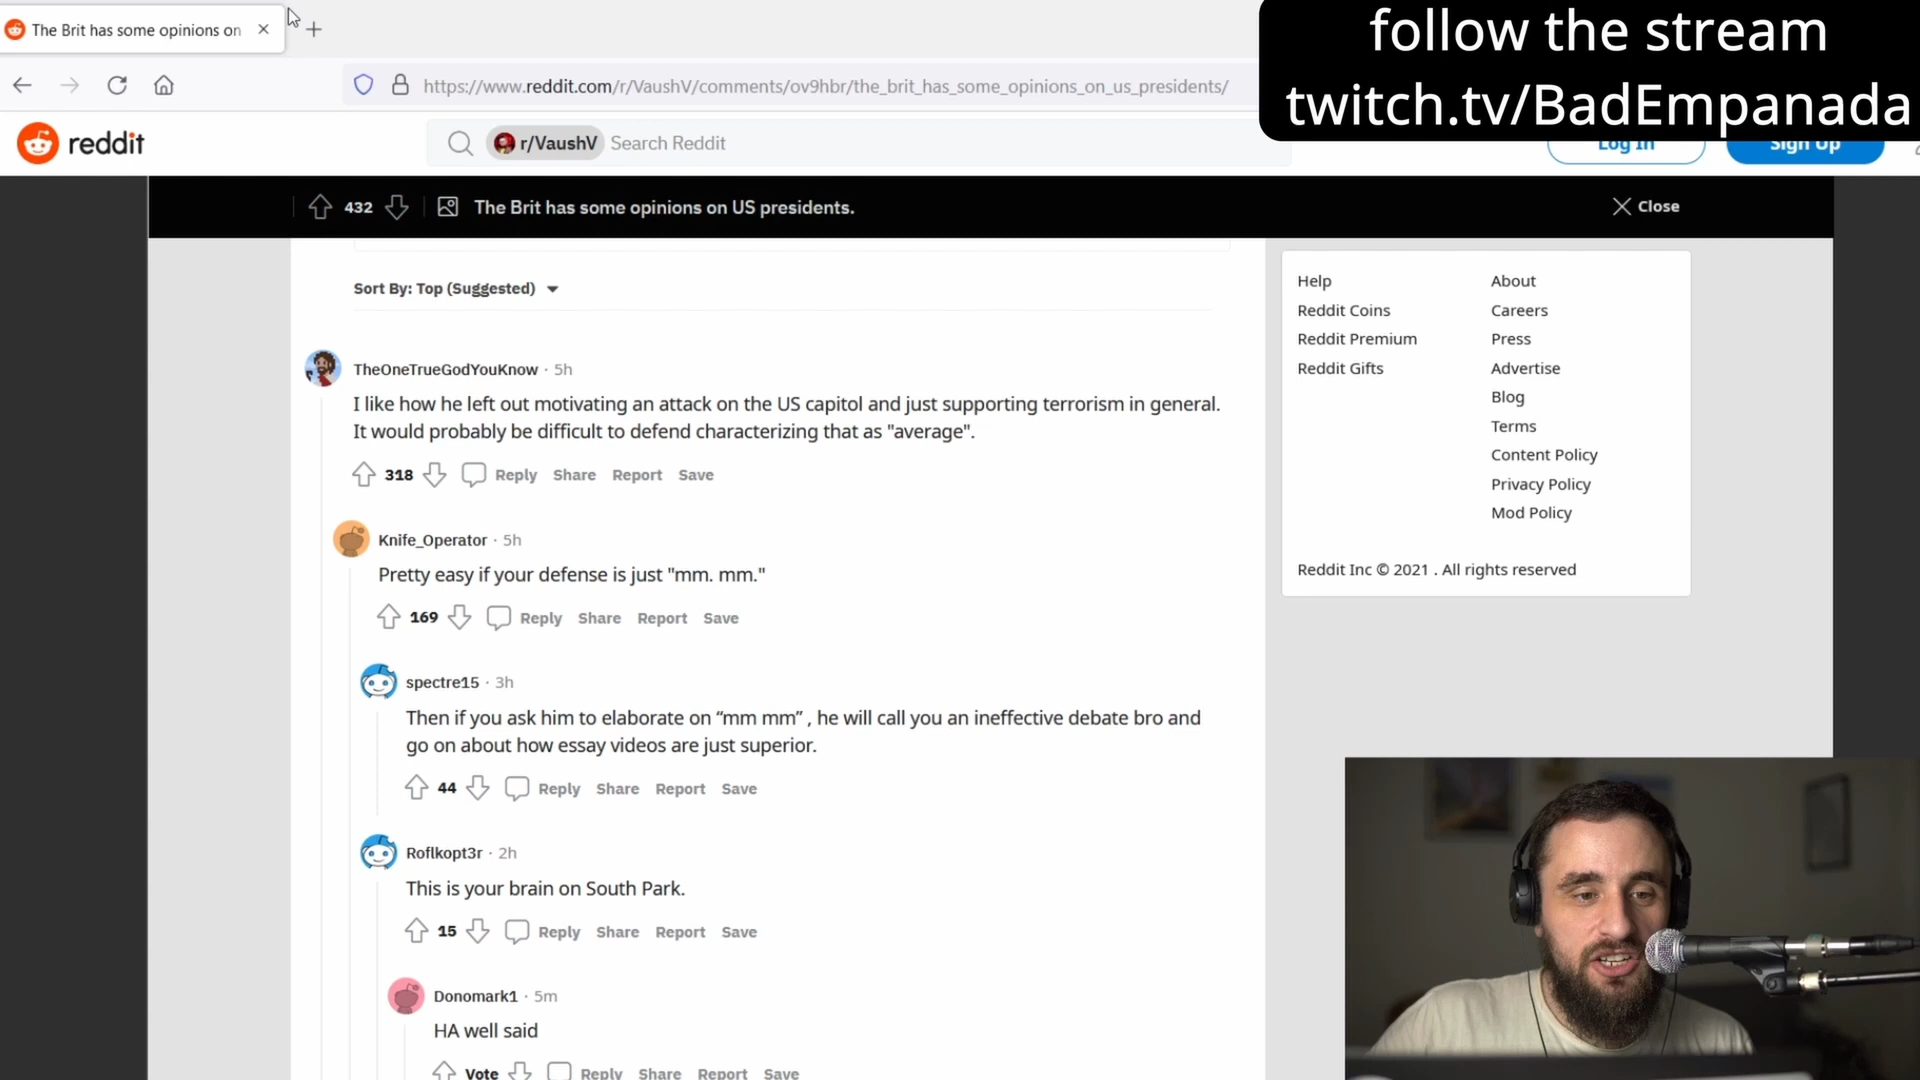 The Brit has some opinions on
follow the stream
twitch.tv/BadEmpanada
https://www.reddit.com/r/VaushV/comments/ov9hbr/the_brit_has_some_opinions_on_us_presidents/
reddit
r/VaushV Search Reddit
Log In
Sign Up
432 The Brit has some opinions on US presidents.
Close
Sort By: Top (Suggested)
TheOneTrueGodYouKnow · 5h
I like how he left out motivating an attack on the US capitol and just supporting terrorism in general.
It would probably be difficult to defend characterizing that as "average".
318 Reply Share Report Save
Knife_Operator · 5h
Pretty easy if your defense is just "mm. mm."
169 Reply Share Report Save
spectre15 · 3h
Then if you ask him to elaborate on “mm mm” , he will call you an ineffective debate bro and
go on about how essay videos are just superior.
44 Reply Share Report Save
Roflkopt3r · 2h
This is your brain on South Park.
15 Reply Share Report Save
Donomark1 · 5m
HA well said
Vote Reply Share Report Save
Help
Reddit Coins
Reddit Premium
Reddit Gifts
About
Careers
Press
Advertise
Blog
Terms
Content Policy
Privacy Policy
Mod Policy
Reddit Inc © 2021 . All rights reserved